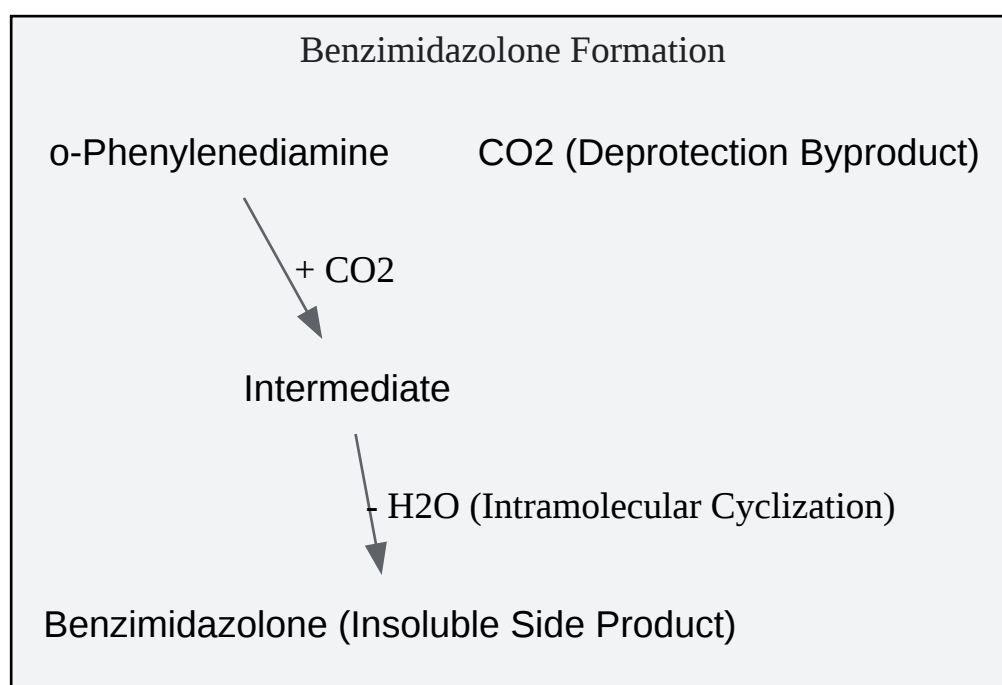 Benzimidazolone Formation
o-Phenylenediamine
CO2 (Deprotection Byproduct)
+ CO2
Intermediate
- H2O (Intramolecular Cyclization)
Benzimidazolone (Insoluble Side Product)